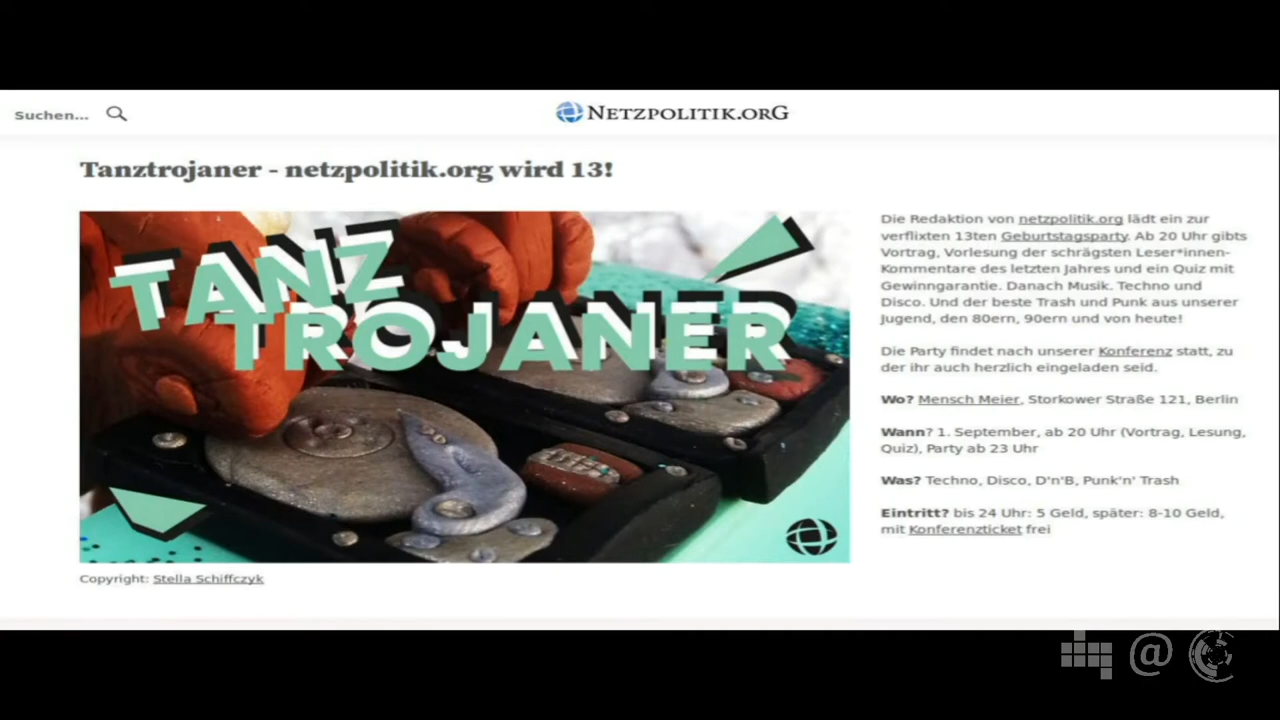 Suchen...
NETZPOLITIK.ORG
Tanztrojaner - netzpolitik.org wird 13!
TANZ
TROJANER
Die Redaktion von netzpolitik.org lädt ein zur
verflixten 13ten Geburtstagsparty. Ab 20 Uhr gibts
Vortrag, Vorlesung der schrägsten Leser*innen-
Kommentare des letzten Jahres und ein Quiz mit
Gewinngarantie. Danach Musik. Techno und
Disco. Und der beste Trash und Punk aus unserer
Jugend, den 80ern, 90ern und von heute!
Die Party findet nach unserer Konferenz statt, zu
der ihr auch herzlich eingeladen seid.
Wo? Mensch Meier, Storkower Straße 121, Berlin
Wann? 1. September, ab 20 Uhr (Vortrag, Lesung,
Quiz), Party ab 23 Uhr
Was? Techno, Disco, D'n'B, Punk'n' Trash
Eintritt? bis 24 Uhr: 5 Geld, später: 8-10 Geld,
mit Konferenzticket frei
Copyright: Stella Schiffczyk
@